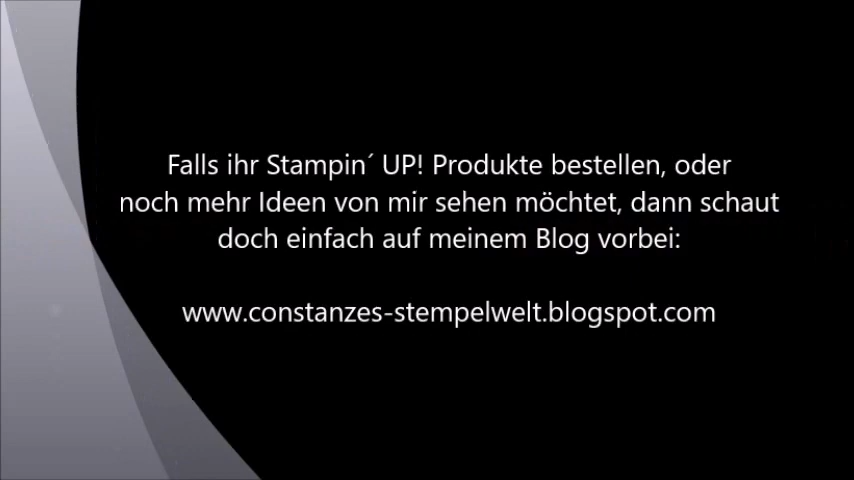 Falls ihr Stampin´ UP! Produkte bestellen, oder
noch mehr Ideen von mir sehen möchtet, dann schaut
doch einfach auf meinem Blog vorbei:
www.constanzes-stempelwelt.blogspot.com